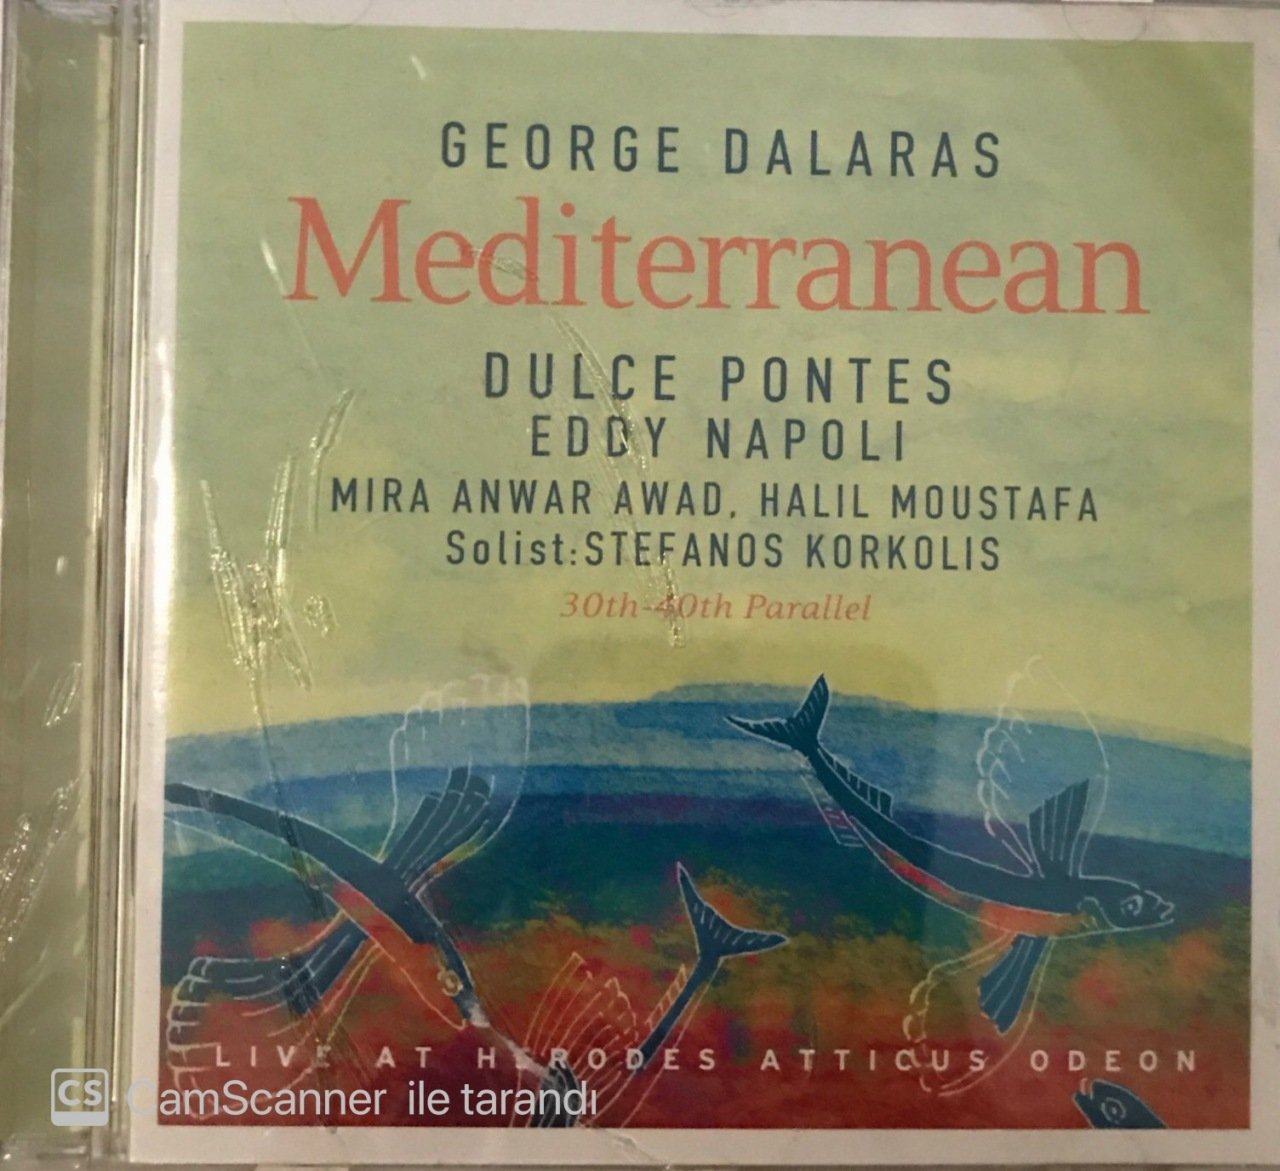 GEORGE DALARAS
Mediterranean
DULCE PONTES
EDDY NAPOLI
MIRA ANWAR AWAD, HALIL MOUSTAFA
Solist:STEFANOS KORKOLIS
30th-40th Parallel
LIVE AT HERODES ATTICUS ODEON
CS CamScanner ile tarandı